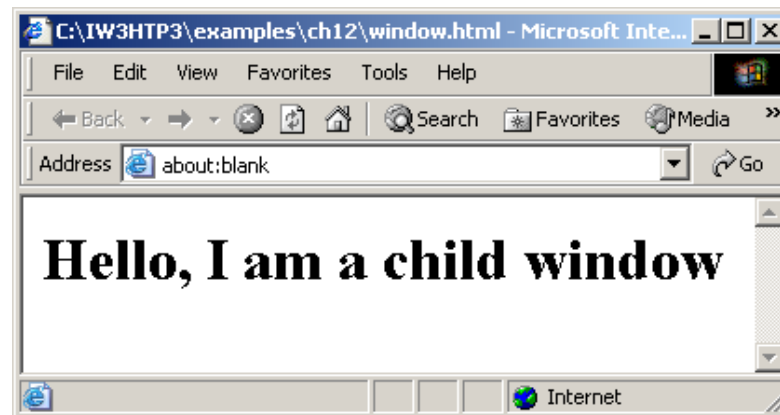 C:\IW3HTP3\examples\ch12\window.html - Microsoft Inte...
File Edit View Favorites Tools Help
Back Search Favorites Media »
Address about:blank Go
Hello, I am a child window
Internet